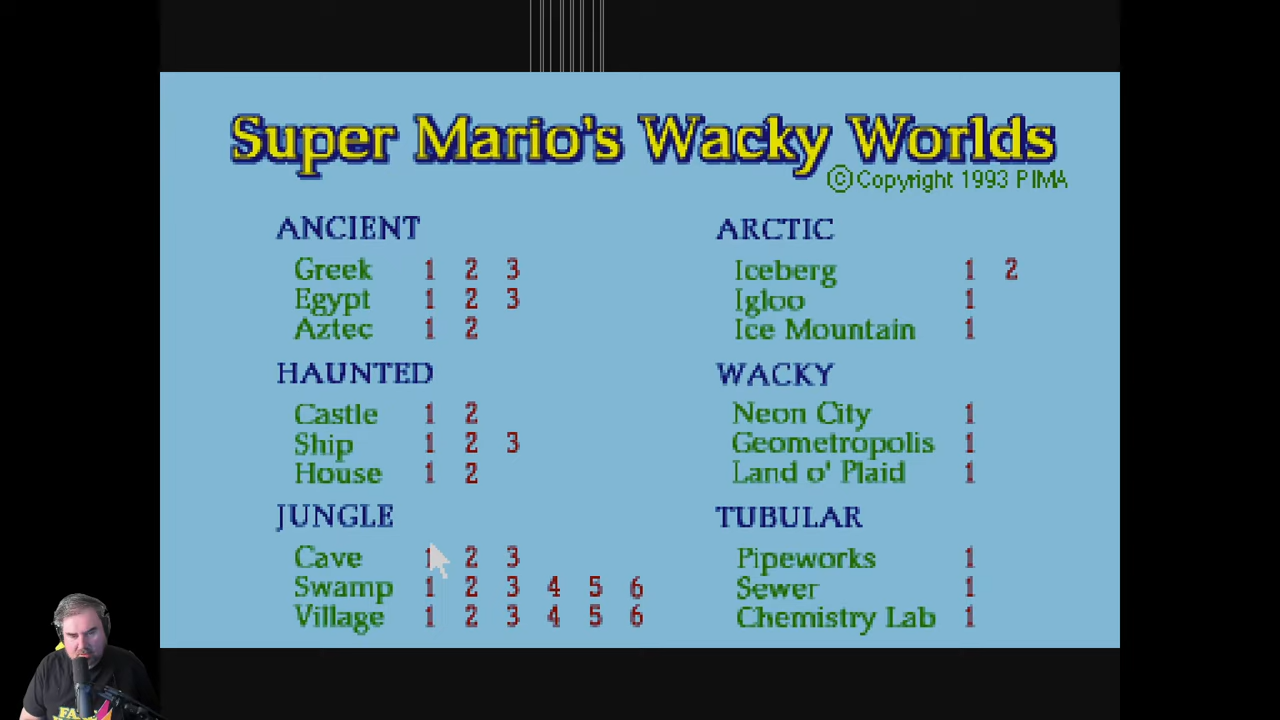 Super Mario's Wacky Worlds
©Copyright 1993 PIMA
ANCIENT
Greek 1 2 3
Egypt 1 2 3
Aztec 1 2
HAUNTED
Castle 1 2
Ship 1 2 3
House 1 2
JUNGLE
Cave 1 2 3
Swamp 1 2 3 4 5 6
Village 1 2 3 4 5 6
ARCTIC
Iceberg 1 2
Igloo 1
Ice Mountain 1
WACKY
Neon City 1
Geometropolis 1
Land o' Plaid 1
TUBULAR
Pipeworks 1
Sewer 1
Chemistry Lab 1